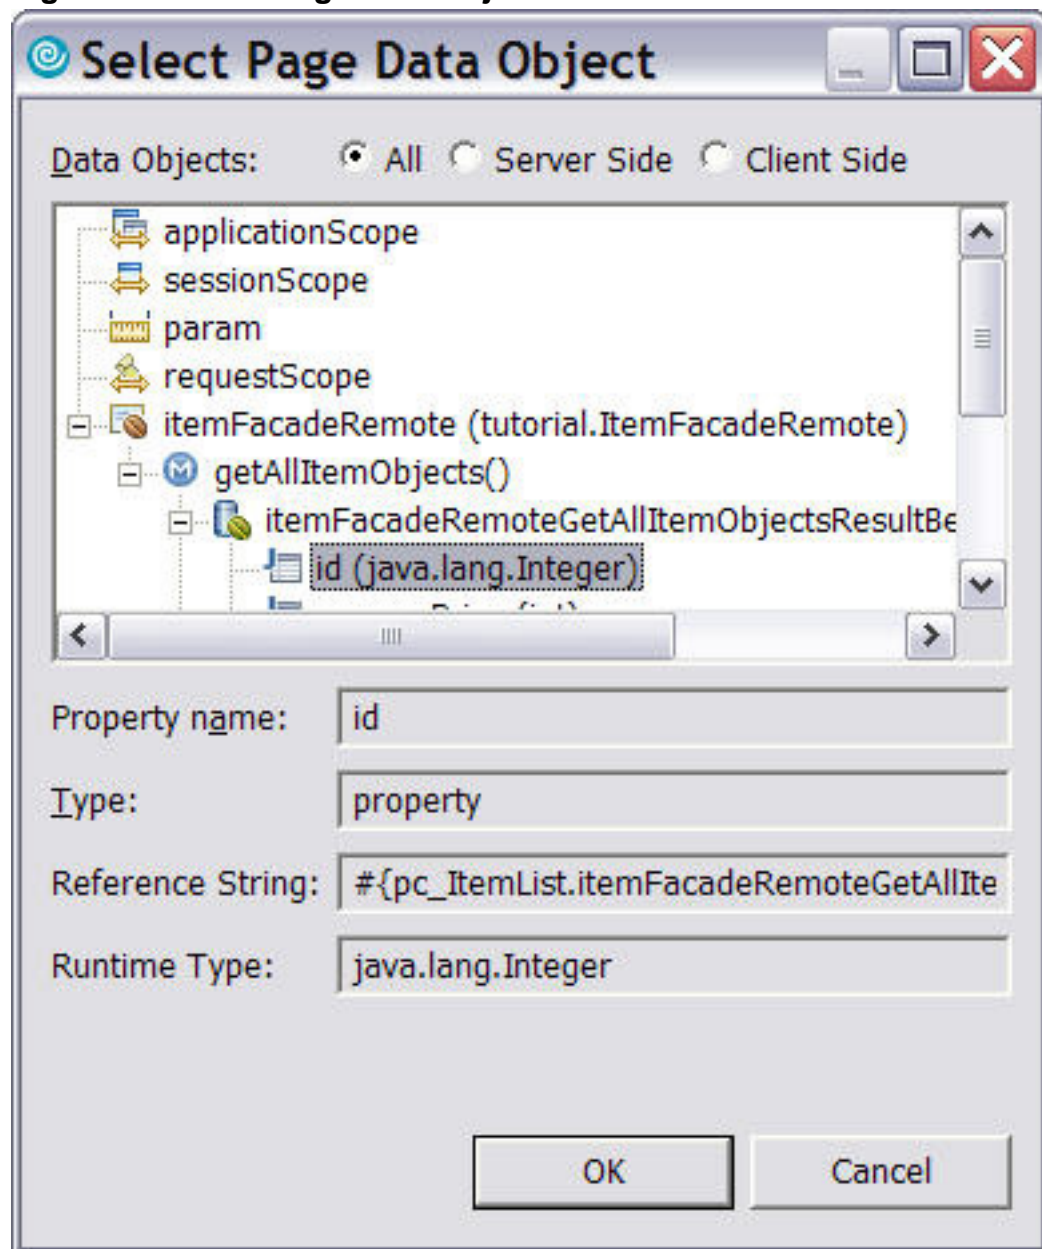 Select Page Data Object
Data Objects: All Server Side Client Side
applicationScope
sessionScope
param
requestScope
itemFacadeRemote (tutorial.ItemFacadeRemote)
getAllItemObjects()
itemFacadeRemoteGetAllItemObjectsResultBe
id (java.lang.Integer)
Property name: id
Type: property
Reference String: #{pc_ItemList.itemFacadeRemoteGetAllIte
Runtime Type: java.lang.Integer
OK Cancel